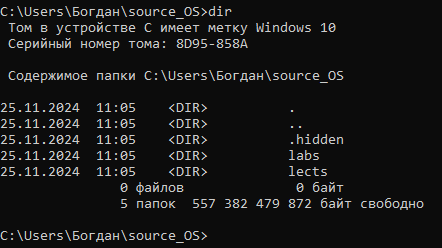 C:\Users\Богдан\source_OS>dir
Том в устройстве C имеет метку Windows 10
Серийный номер тома: 8D95-858A
Содержимое папки C:\Users\Богдан\source_OS
25.11.2024  11:05    <DIR>          .
25.11.2024  11:05    <DIR>          ..
25.11.2024  11:05    <DIR>          .hidden
25.11.2024  11:05    <DIR>          labs
25.11.2024  11:05    <DIR>          lects
0 файлов              0 байт
5 папок  557 382 479 872 байт свободно
C:\Users\Богдан\source_OS>